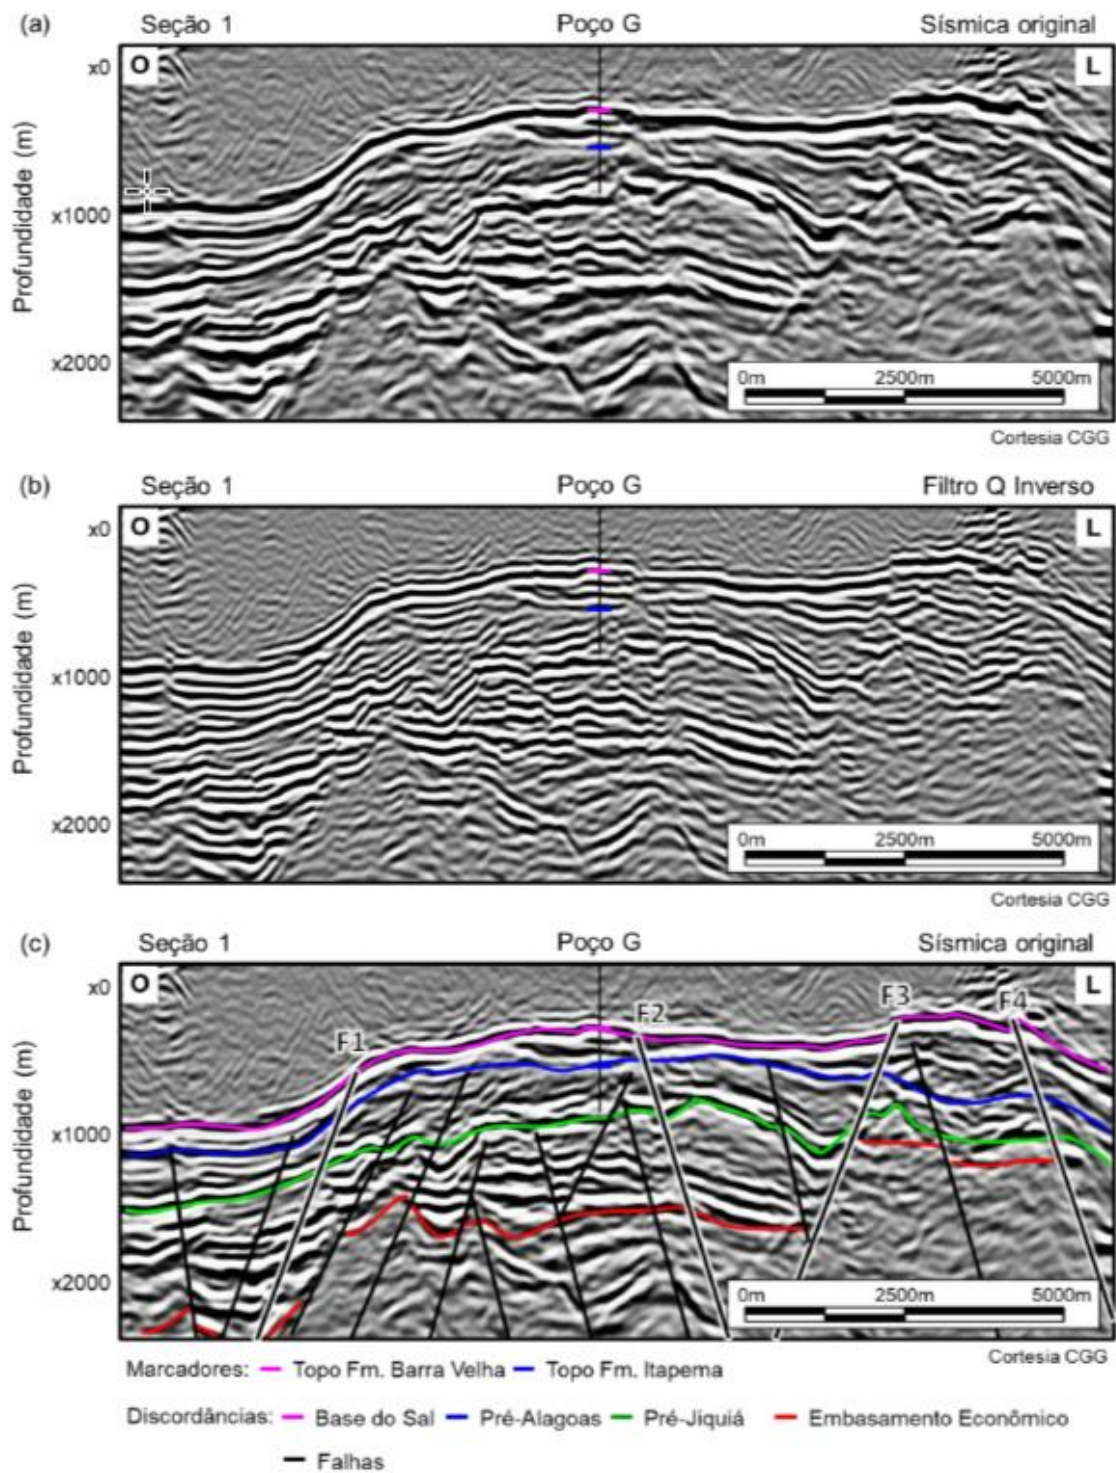 (a) Seção 1 Poço G Sísmica original
O L
x0
x1000
x2000
Profundidade (m)
0m 2500m 5000m
Cortesia CGG
(b) Seção 1 Poço G Filtro Q Inverso
O L
x0
x1000
x2000
Profundidade (m)
0m 2500m 5000m
Cortesia CGG
(c) Seção 1 Poço G Sísmica original
O L
x0
x1000
x2000
Profundidade (m)
F1 F2 F3 F4
0m 2500m 5000m
Cortesia CGG
Marcadores: Topo Fm. Barra Velha Topo Fm. Itapema
Discordâncias: Base do Sal Pré-Alagoas Pré-Jiquiá Embasamento Econômico
Falhas